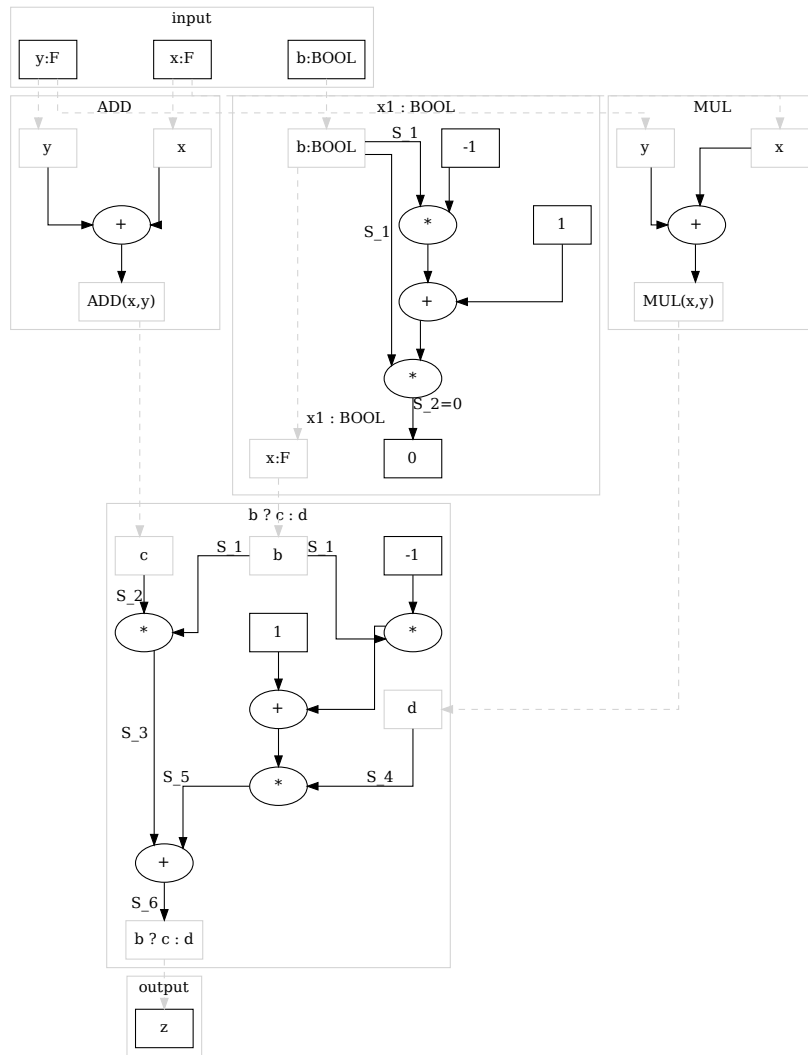 input
y:F
x:F
b:BOOL
ADD
x1 : BOOL
MUL
y
x
b:BOOL
S_1
-1
y
x
+
S_1
*
1
+
ADD(x,y)
+
MUL(x,y)
*
S_2=0
x1 : BOOL
x:F
0
b ? c : d
c
S_1
b
S_1
-1
S_2
*
1
*
+
d
S_3
S_5
*
S_4
+
S_6
b ? c : d
output
z